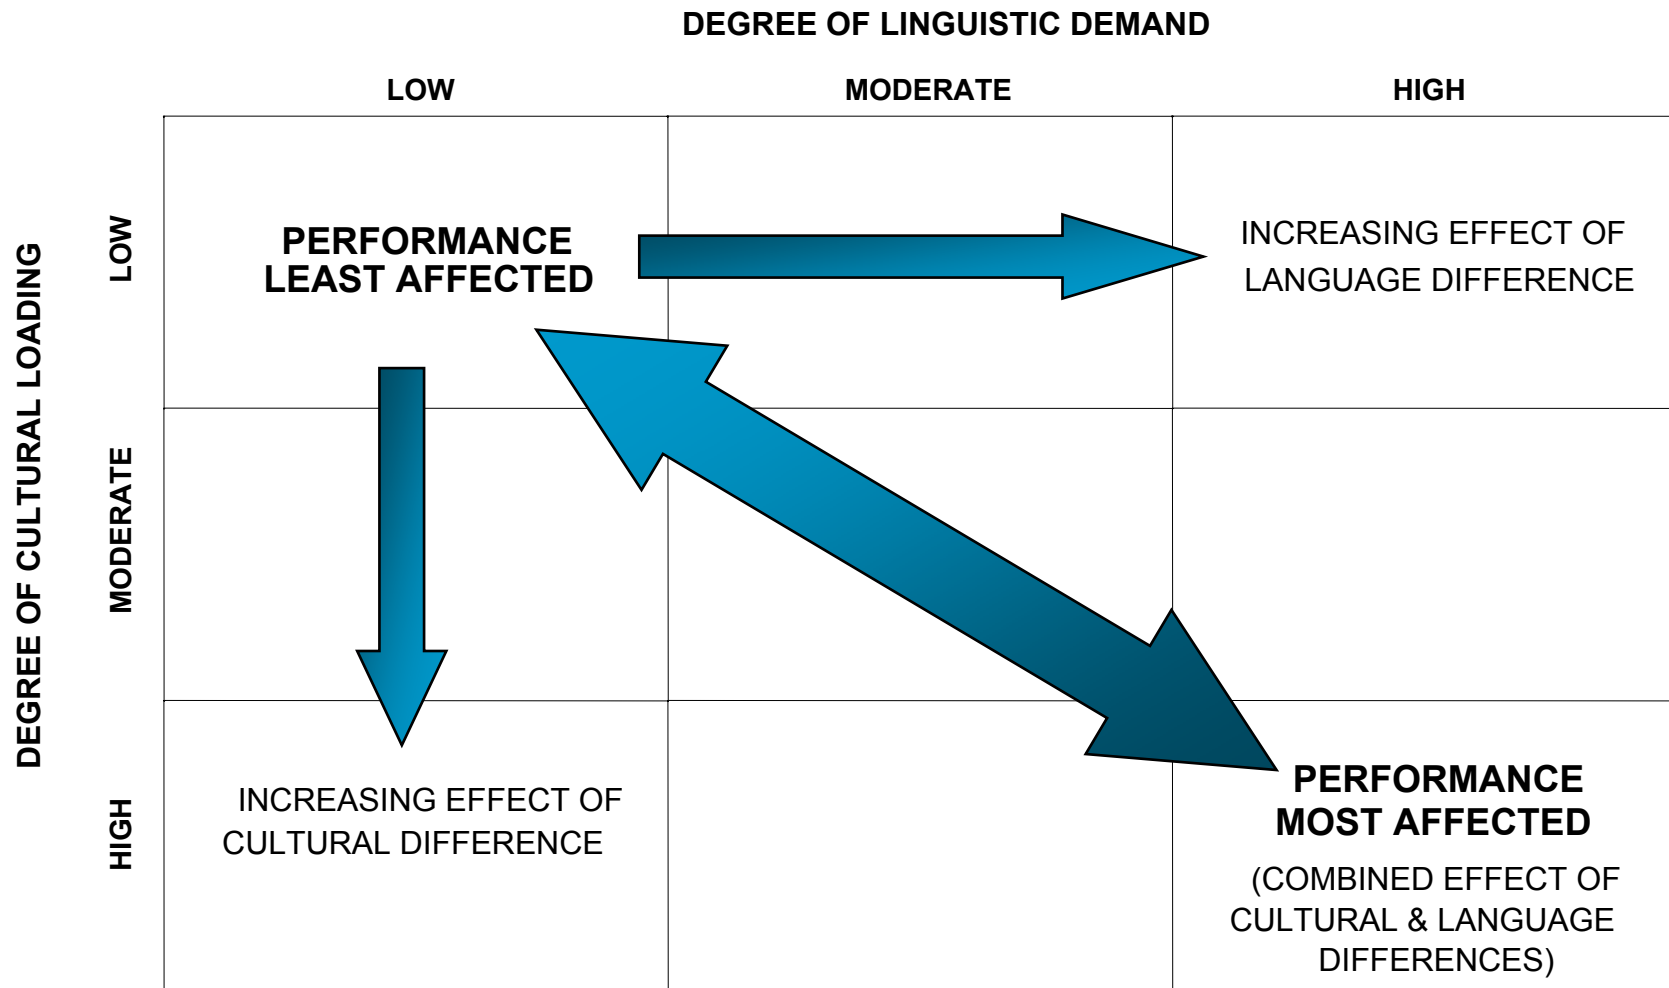 DEGREE OF LINGUISTIC DEMAND
LOW
MODERATE
HIGH
DEGREE OF CULTURAL LOADING
LOW
PERFORMANCE
LEAST AFFECTED
INCREASING EFFECT OF
LANGUAGE DIFFERENCE
MODERATE
HIGH
INCREASING EFFECT OF
CULTURAL DIFFERENCE
PERFORMANCE
MOST AFFECTED
(COMBINED EFFECT OF
CULTURAL & LANGUAGE
DIFFERENCES)